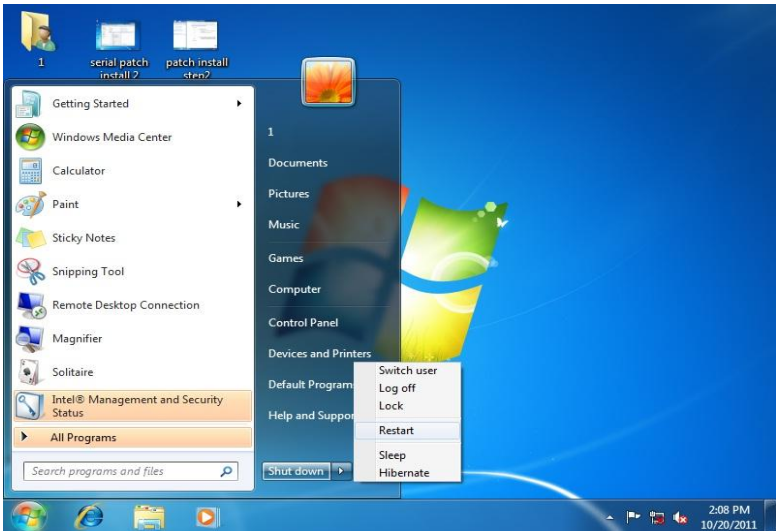 1
serial patch
install 2
patch install
step2
Getting Started
Windows Media Center
Calculator
Paint
Sticky Notes
Snipping Tool
Remote Desktop Connection
Magnifier
Solitaire
Intel® Management and Security
Status
All Programs
Search programs and files
1
Documents
Pictures
Music
Games
Computer
Control Panel
Devices and Printers
Default Program
Help and Suppor
Shut down
Switch user
Log off
Lock
Restart
Sleep
Hibernate
2:08 PM
10/20/2011